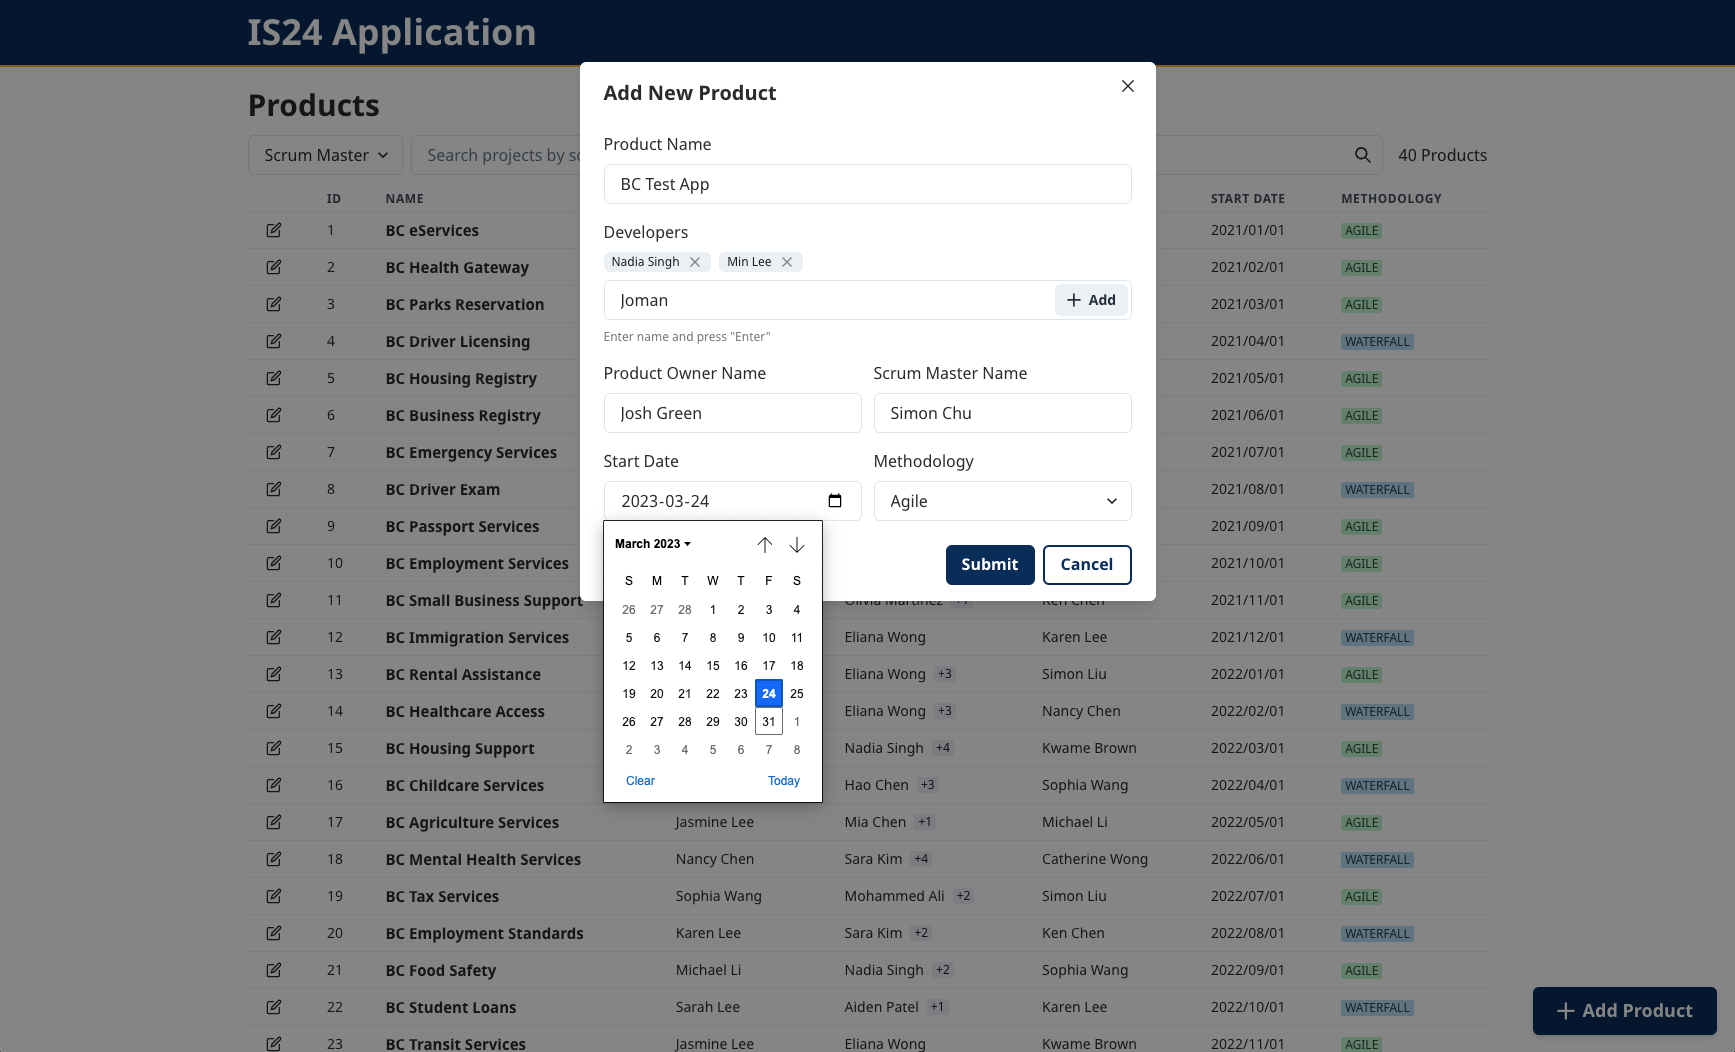 IS24 Application
Products
Scrum Master
Search projects by sc
40 Products
ID NAME START DATE METHODOLOGY
1 BC eServices 2021/01/01 AGILE
2 BC Health Gateway 2021/02/01 AGILE
3 BC Parks Reservation 2021/03/01 AGILE
4 BC Driver Licensing 2021/04/01 WATERFALL
5 BC Housing Registry 2021/05/01 AGILE
6 BC Business Registry 2021/06/01 AGILE
7 BC Emergency Services 2021/07/01 AGILE
8 BC Driver Exam 2021/08/01 WATERFALL
9 BC Passport Services 2021/09/01 AGILE
10 BC Employment Services 2021/10/01 AGILE
11 BC Small Business Support Olivia Martinez +1 Ken Chen 2021/11/01 AGILE
12 BC Immigration Services Eliana Wong Karen Lee 2021/12/01 WATERFALL
13 BC Rental Assistance Eliana Wong +3 Simon Liu 2022/01/01 AGILE
14 BC Healthcare Access Eliana Wong +3 Nancy Chen 2022/02/01 WATERFALL
15 BC Housing Support Nadia Singh +4 Kwame Brown 2022/03/01 AGILE
16 BC Childcare Services Hao Chen +3 Sophia Wang 2022/04/01 WATERFALL
17 BC Agriculture Services Jasmine Lee Mia Chen +1 Michael Li 2022/05/01 AGILE
18 BC Mental Health Services Nancy Chen Sara Kim +4 Catherine Wong 2022/06/01 WATERFALL
19 BC Tax Services Sophia Wang Mohammed Ali +2 Simon Liu 2022/07/01 AGILE
20 BC Employment Standards Karen Lee Sara Kim +2 Ken Chen 2022/08/01 WATERFALL
21 BC Food Safety Michael Li Nadia Singh +2 Sophia Wang 2022/09/01 AGILE
22 BC Student Loans Sarah Lee Aiden Patel +1 Karen Lee 2022/10/01 WATERFALL
23 BC Transit Services Jasmine Lee Eliana Wong Kwame Brown 2022/11/01 AGILE
Add Product
Add New Product
Product Name
BC Test App
Developers
Nadia Singh Min Lee
Joman
Add
Enter name and press "Enter"
Product Owner Name Scrum Master Name
Josh Green Simon Chu
Start Date Methodology
2023-03-24 Agile
March 2023
S M T W T F S
26 27 28 1 2 3 4
5 6 7 8 9 10 11
12 13 14 15 16 17 18
19 20 21 22 23 24 25
26 27 28 29 30 31 1
2 3 4 5 6 7 8
Clear Today
Submit Cancel